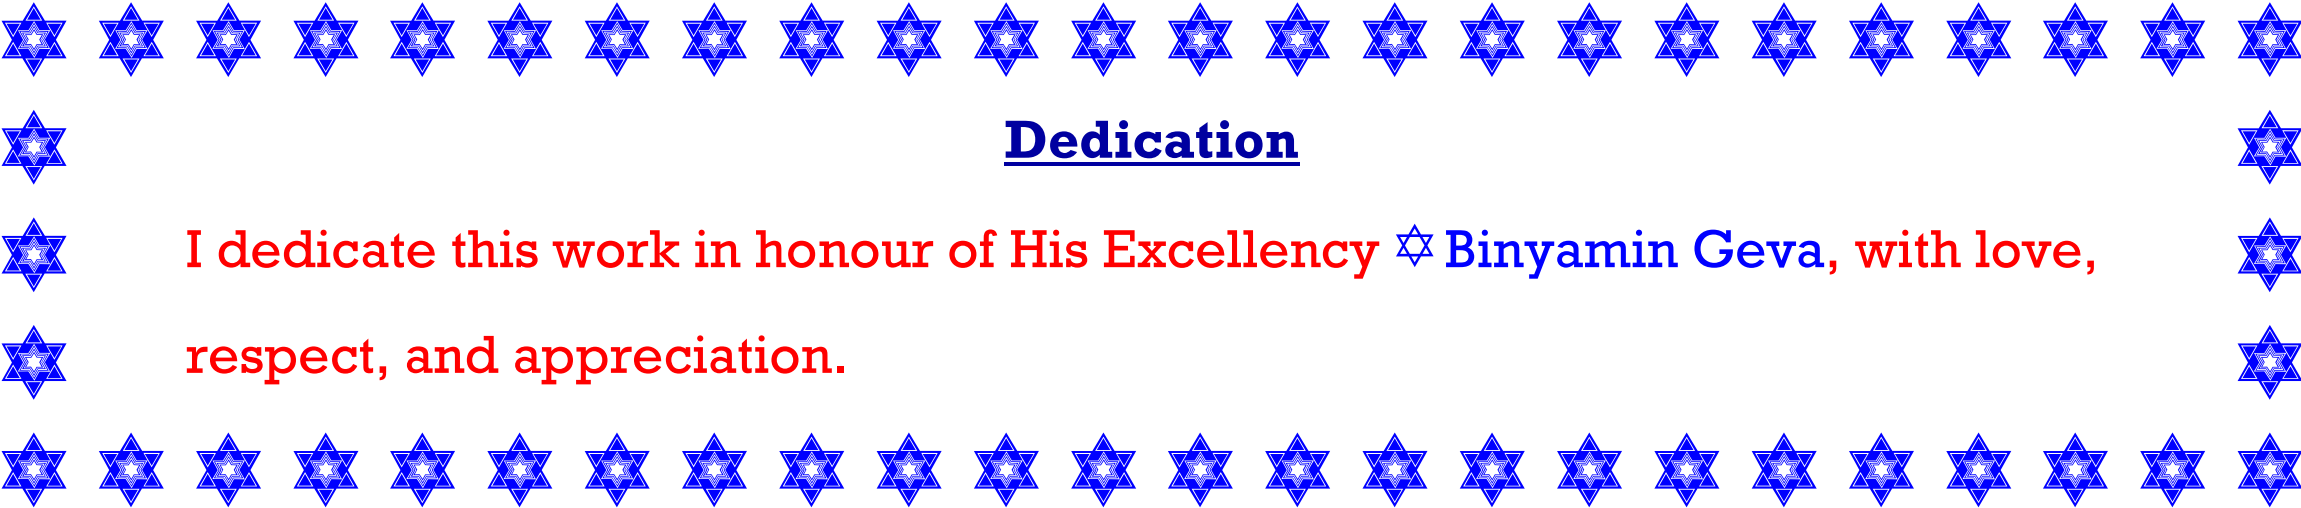 Dedication
I dedicate this work in honour of His Excellency ✡Binyamin Geva, with love,
respect, and appreciation.